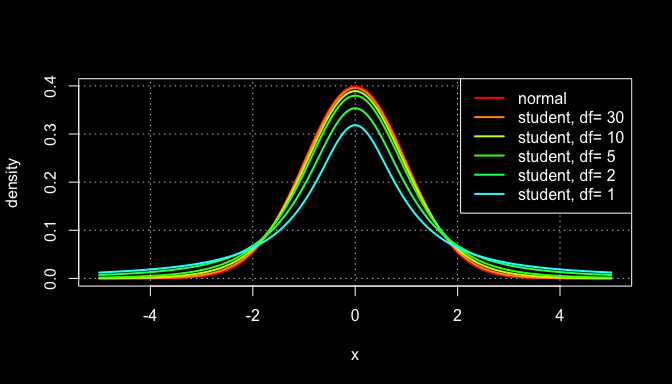 density
0.4
0.3
0.2
0.1
0.0
-4 -2 0 2 4
x
normal
student, df= 30
student, df= 10
student, df= 5
student, df= 2
student, df= 1